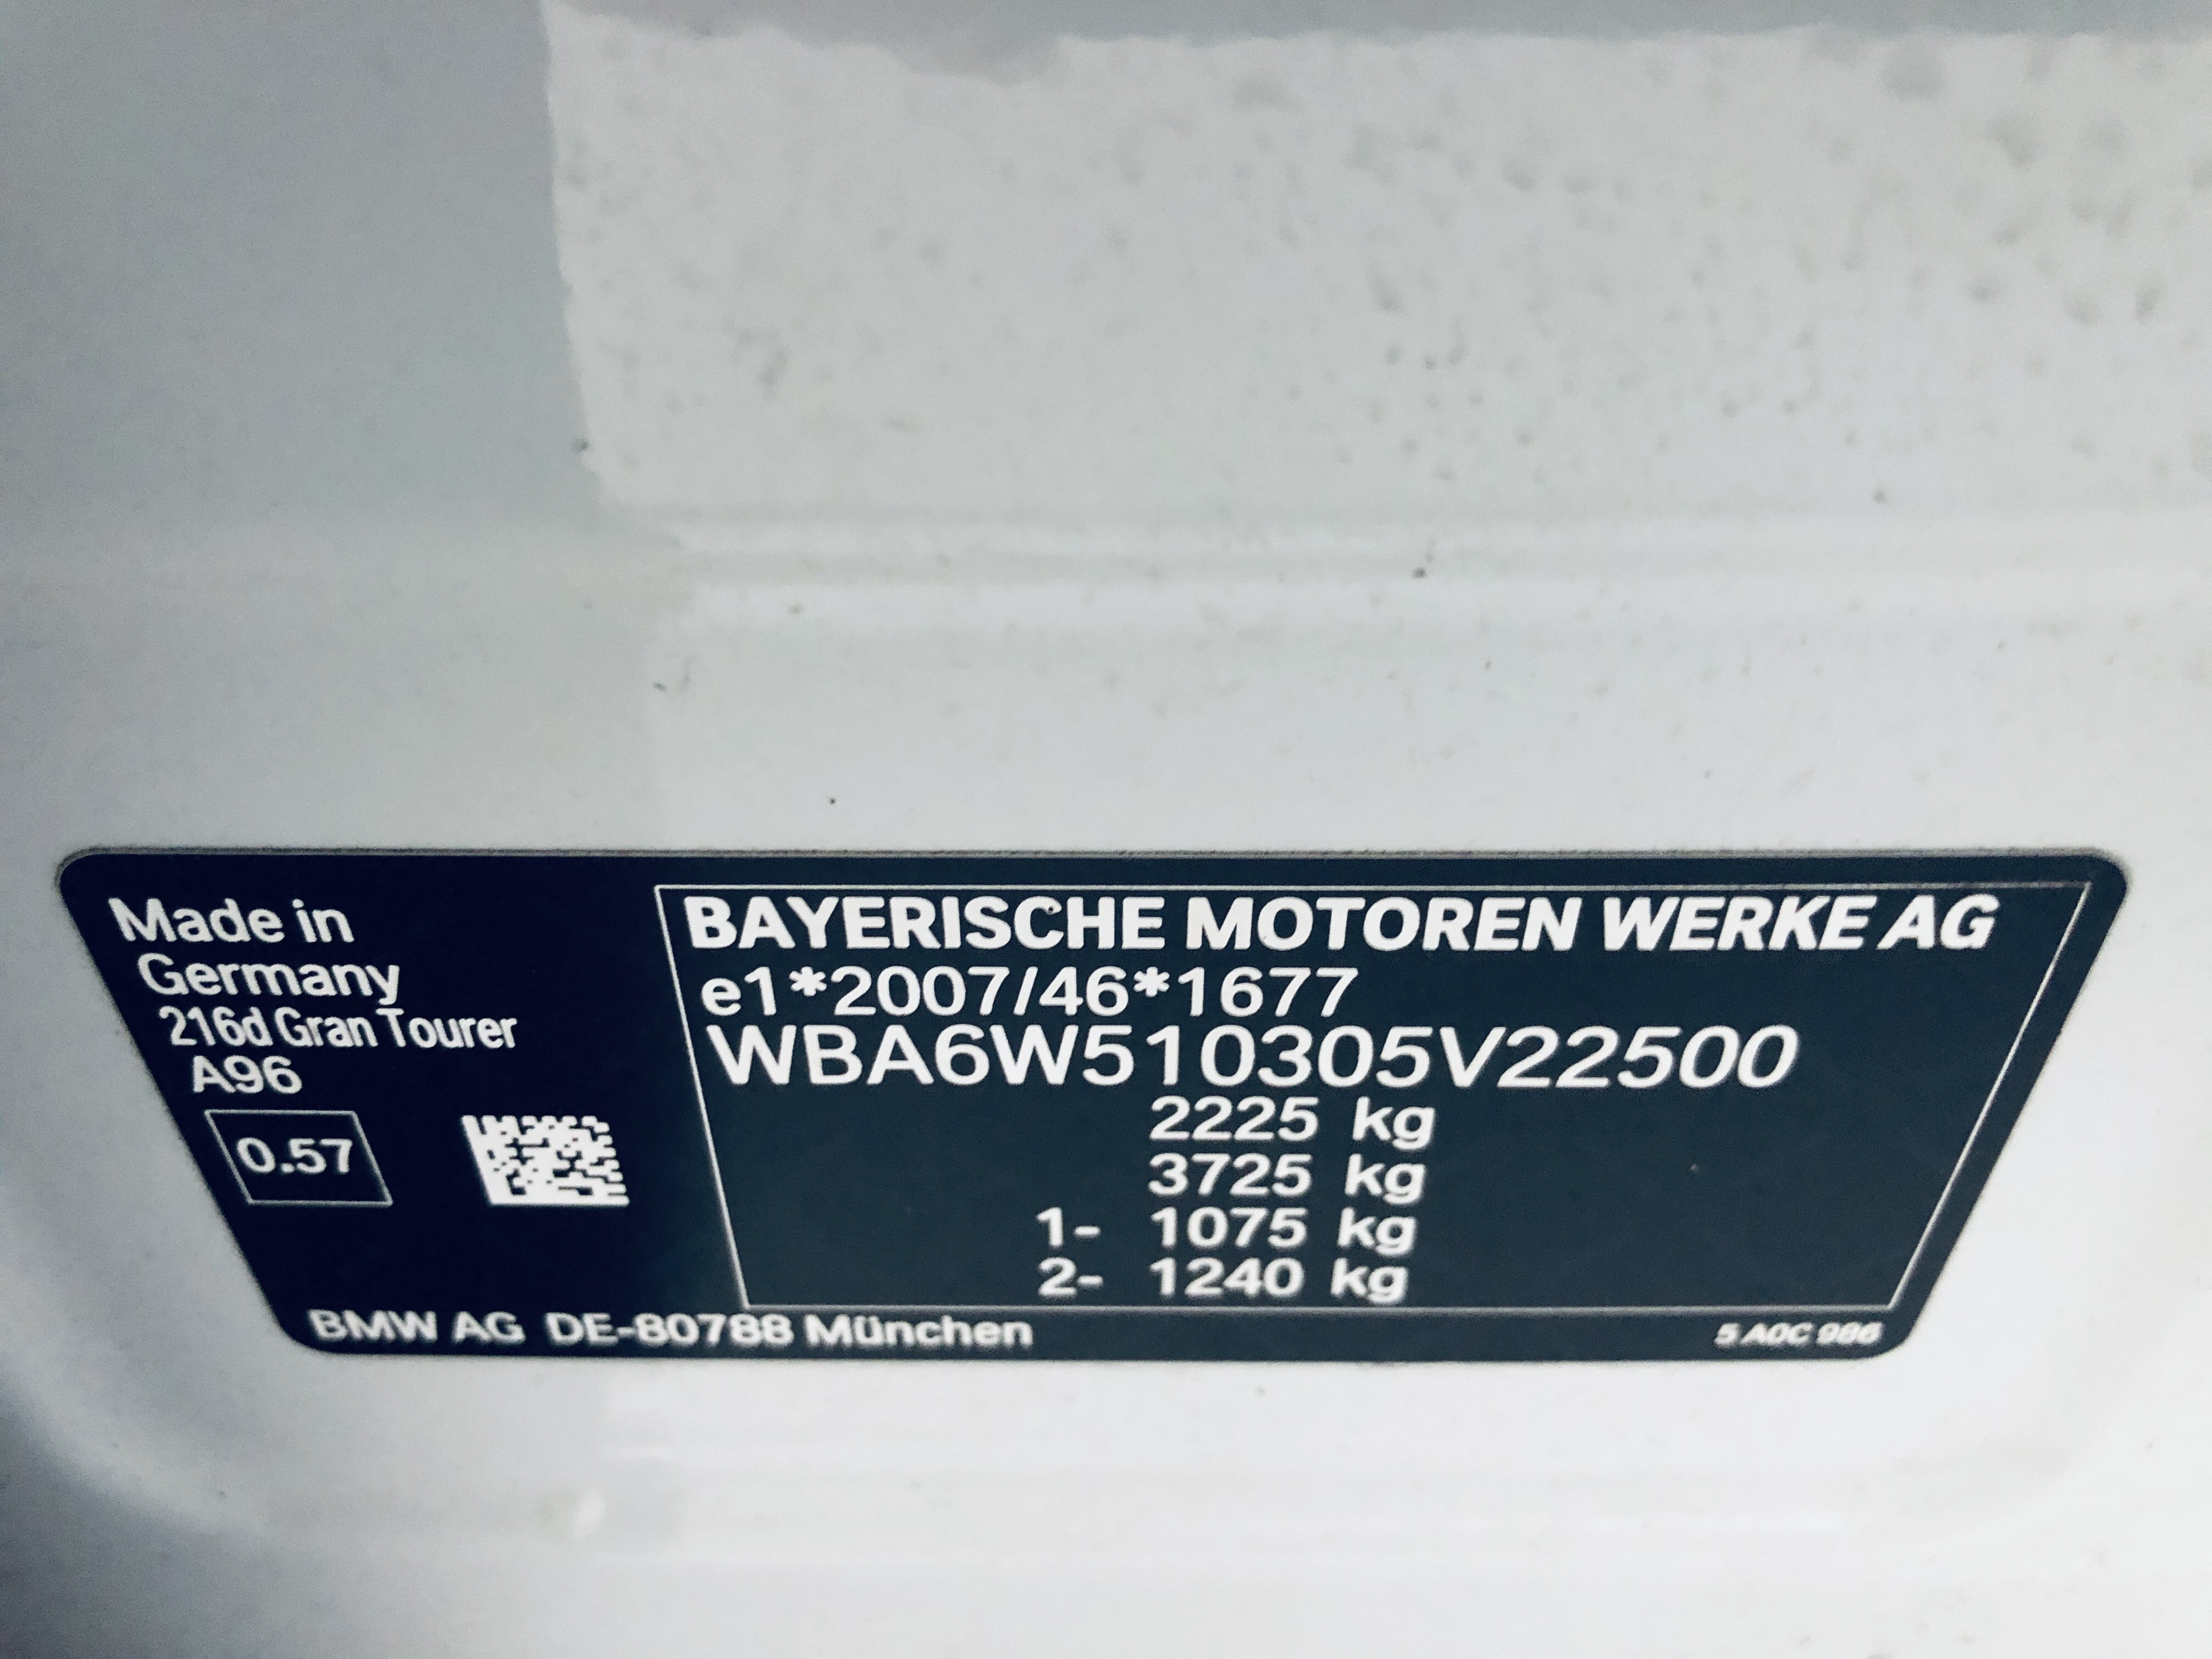 Made in
Germany
216d Gran Tourer
A96
0.57
BAYERISCHE MOTOREN WERKE AG
e1*2007/46*1677
WBA6W510305V22500
2225 kg
3725 kg
1- 1075 kg
2- 1240 kg
BMW AG DE-80788 München
5 A0C 986